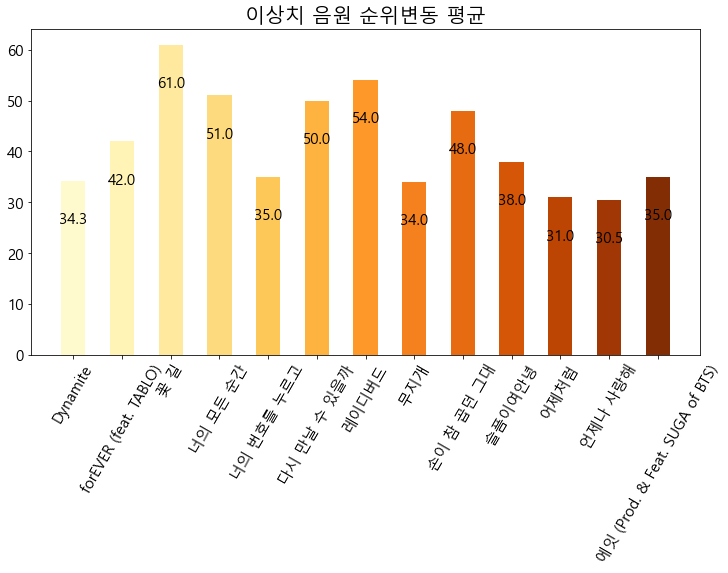 이상치 음원 순위변동 평균
60
50
40
30
20
10
0
34.3
42.0
61.0
51.0
35.0
50.0
54.0
34.0
48.0
38.0
31.0
30.5
35.0
Dynamite
forEVER (feat. TABLO)
꽃 길
너의 모든 순간
너의 번호를 누르고
다시 만날 수 있을까
레이디버드
무지개
손이 참 곱던 그대
슬픔이여안녕
어제처럼
언제나 사랑해
에잇 (Prod. & Feat. SUGA of BTS)